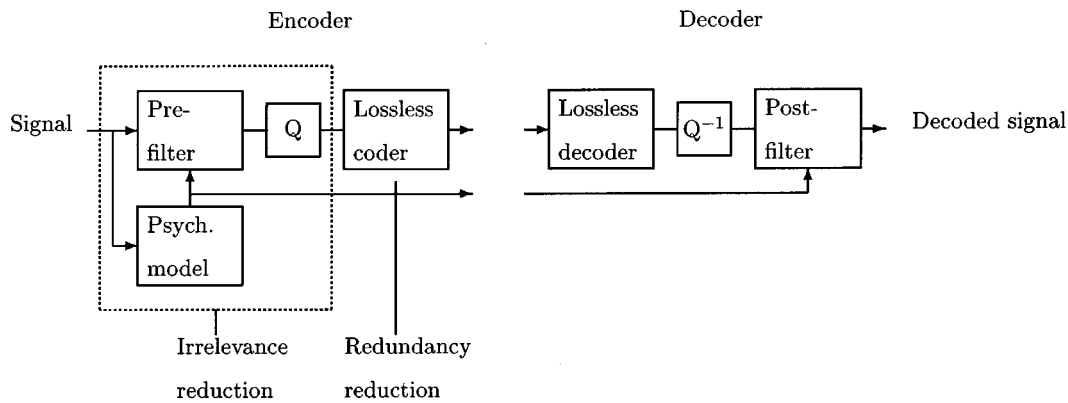 Encoder
Decoder
Signal
Pre-
filter
Q
Lossless
coder
Lossless
decoder
Q⁻¹
Post-
filter
Decoded signal
Psych.
model
Irrelevance
reduction
Redundancy
reduction